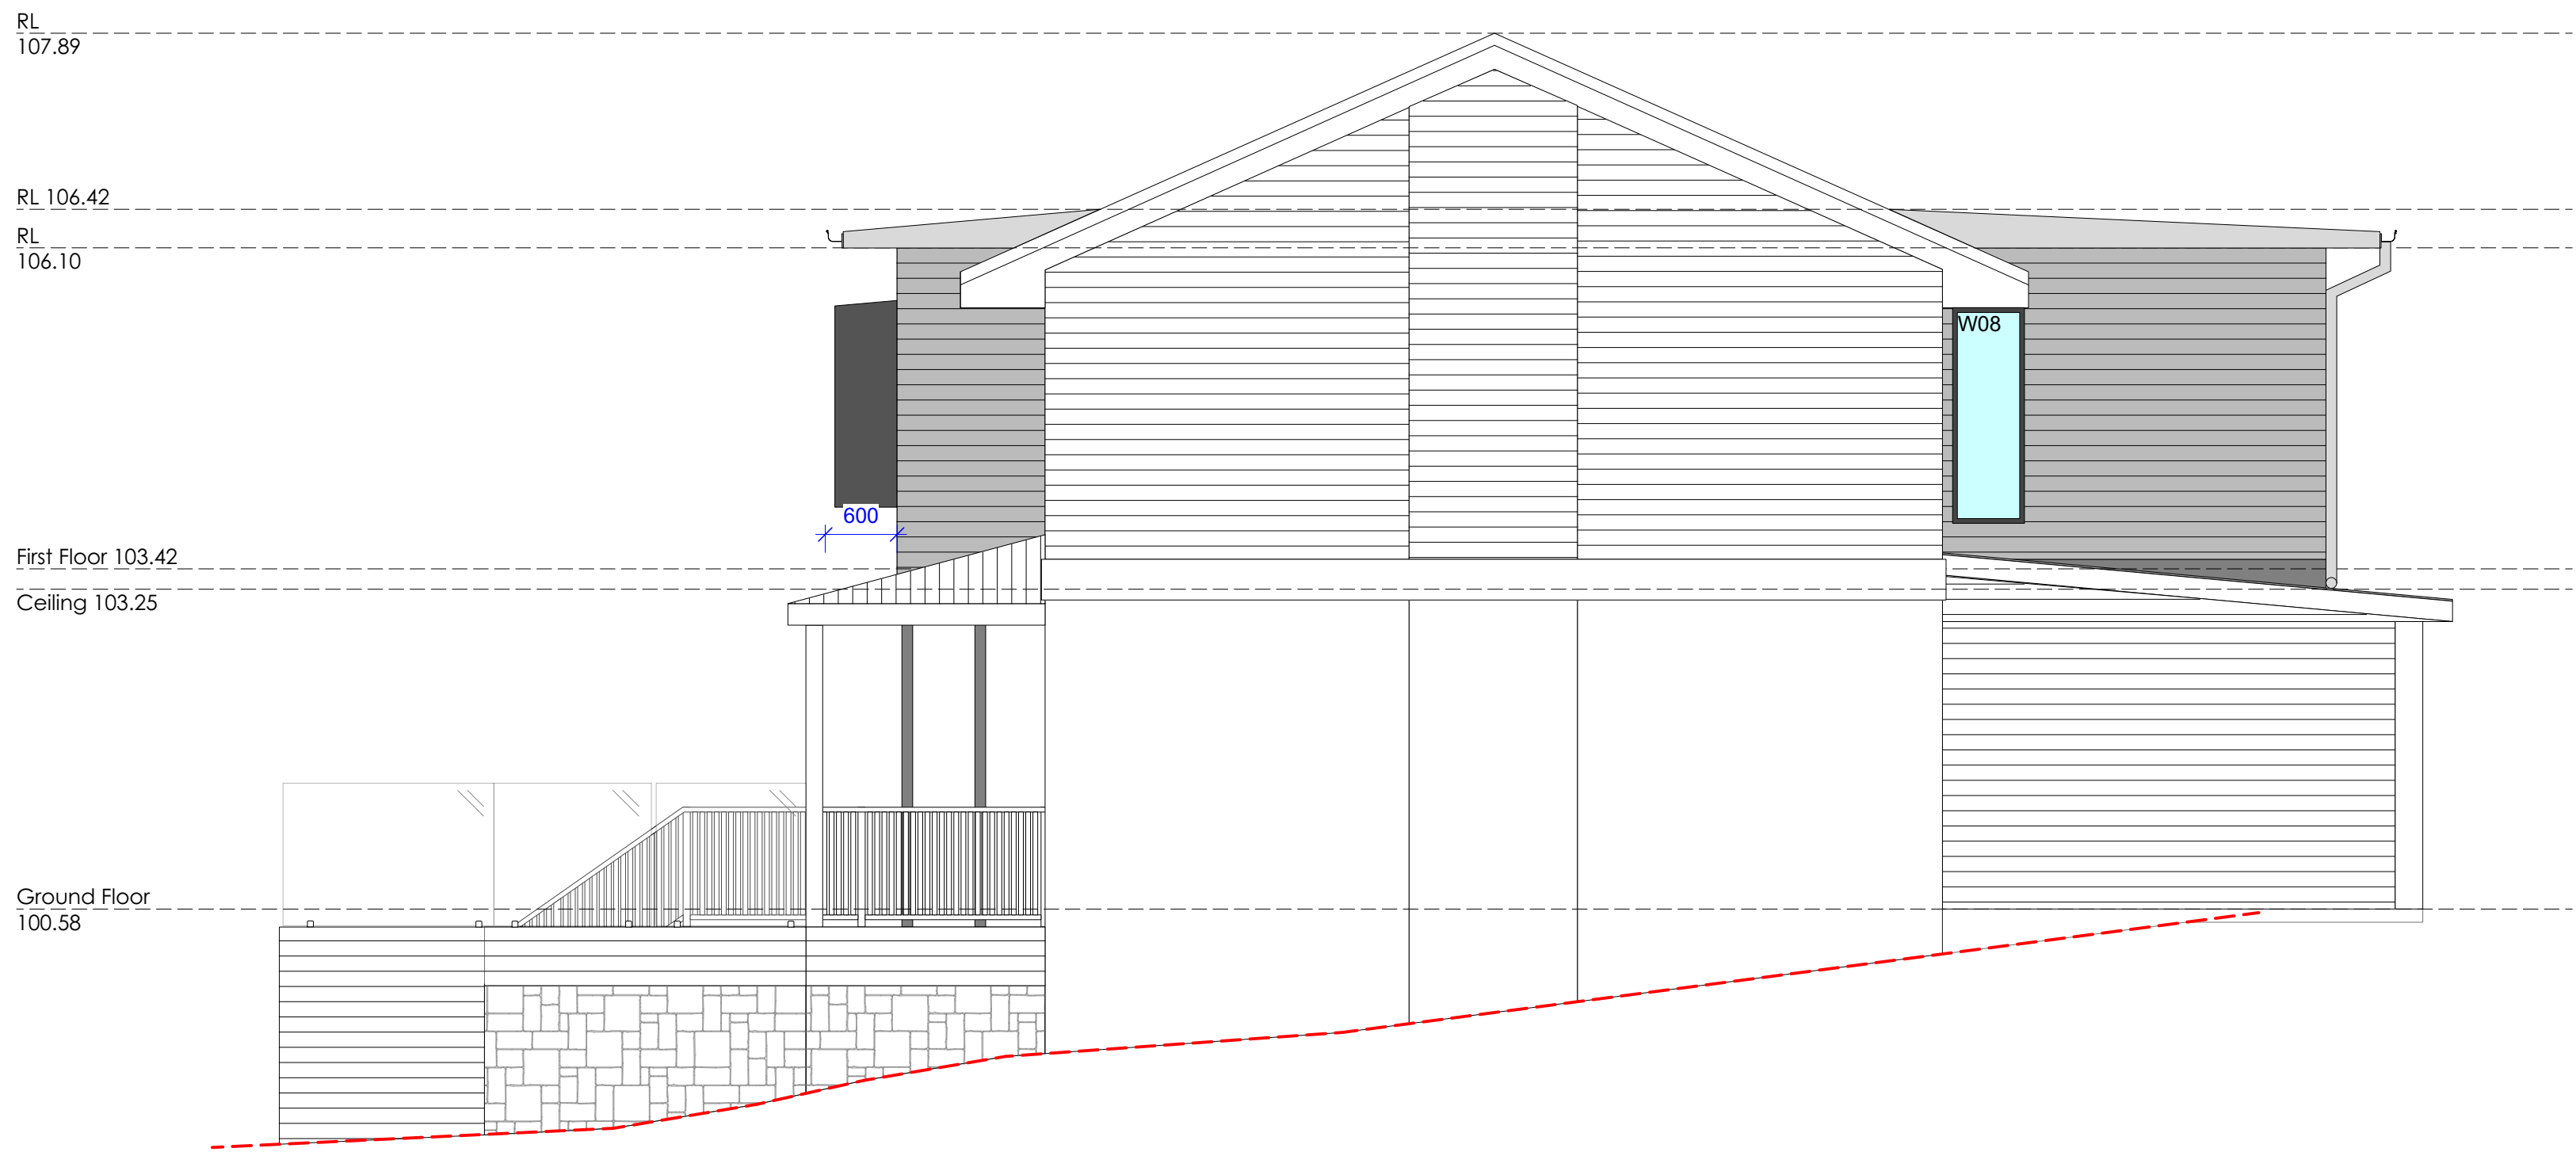 RL
107.89
RL 106.42
RL
106.10
W08
600
First Floor 103.42
Ceiling 103.25
Ground Floor
100.58